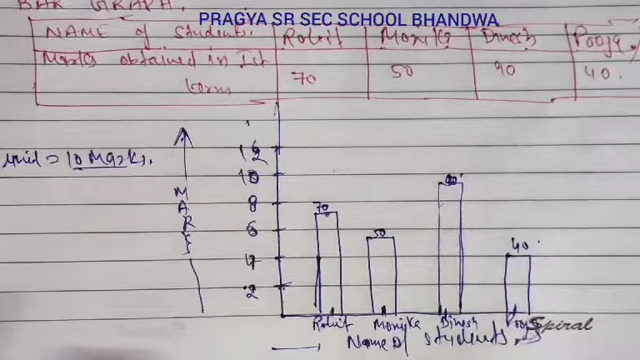 BAR GRAPH.
PRAGYA SR SEC SCHOOL BHANDWA
NAME of students. Rohit Monika Dinesh Pooja
Marks obtained in Ist term 70 50 90 40.
unit = 10 Marks.
12
10
8
6
4
2
MARKS
70
50
90
40
Rohit Monika Dinesh Pooja
Name of students.
Spiral